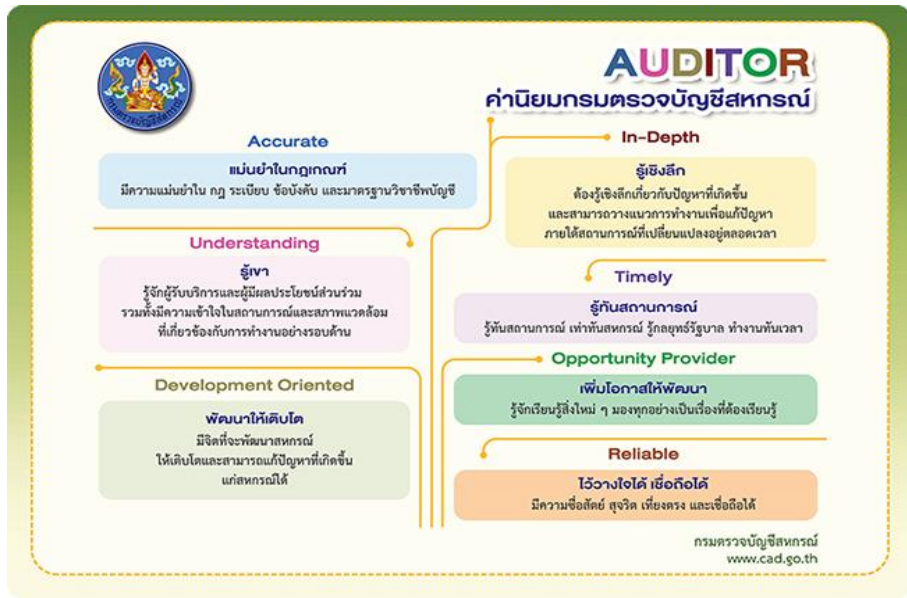 AUDITOR
ค่านิยมกรมตรวจบัญชีสหกรณ์
กรมตรวจบัญชีสหกรณ์
Accurate
แม่นยำในกฎเกณฑ์
มีความแม่นยำใน กฎ ระเบียบ ข้อบังคับ และมาตรฐานวิชาชีพบัญชี
Understanding
รู้เขา
รู้จักผู้รับบริการและผู้มีผลประโยชน์ส่วนร่วม
รวมทั้งมีความเข้าใจในสถานการณ์และสภาพแวดล้อม
ที่เกี่ยวข้องกับการทำงานอย่างรอบด้าน
Development Oriented
พัฒนาให้เติบโต
มีจิตที่จะพัฒนาสหกรณ์
ให้เติบโตและสามารถแก้ปัญหาที่เกิดขึ้น
แก่สหกรณ์ได้
In-Depth
รู้เชิงลึก
ต้องรู้เชิงลึกเกี่ยวกับปัญหาที่เกิดขึ้น
และสามารถวางแนวการทำงานเพื่อแก้ปัญหา
ภายใต้สถานการณ์ที่เปลี่ยนแปลงอยู่ตลอดเวลา
Timely
รู้ทันสถานการณ์
รู้ทันสถานการณ์ เท่าทันสหกรณ์ รู้กลยุทธ์รัฐบาล ทำงานทันเวลา
Opportunity Provider
เพิ่มโอกาสให้พัฒนา
รู้จักเรียนรู้สิ่งใหม่ ๆ มองทุกอย่างเป็นเรื่องที่ต้องเรียนรู้
Reliable
ไว้วางใจได้ เชื่อถือได้
มีความซื่อสัตย์ สุจริต เที่ยงตรง และเชื่อถือได้
กรมตรวจบัญชีสหกรณ์
www.cad.go.th